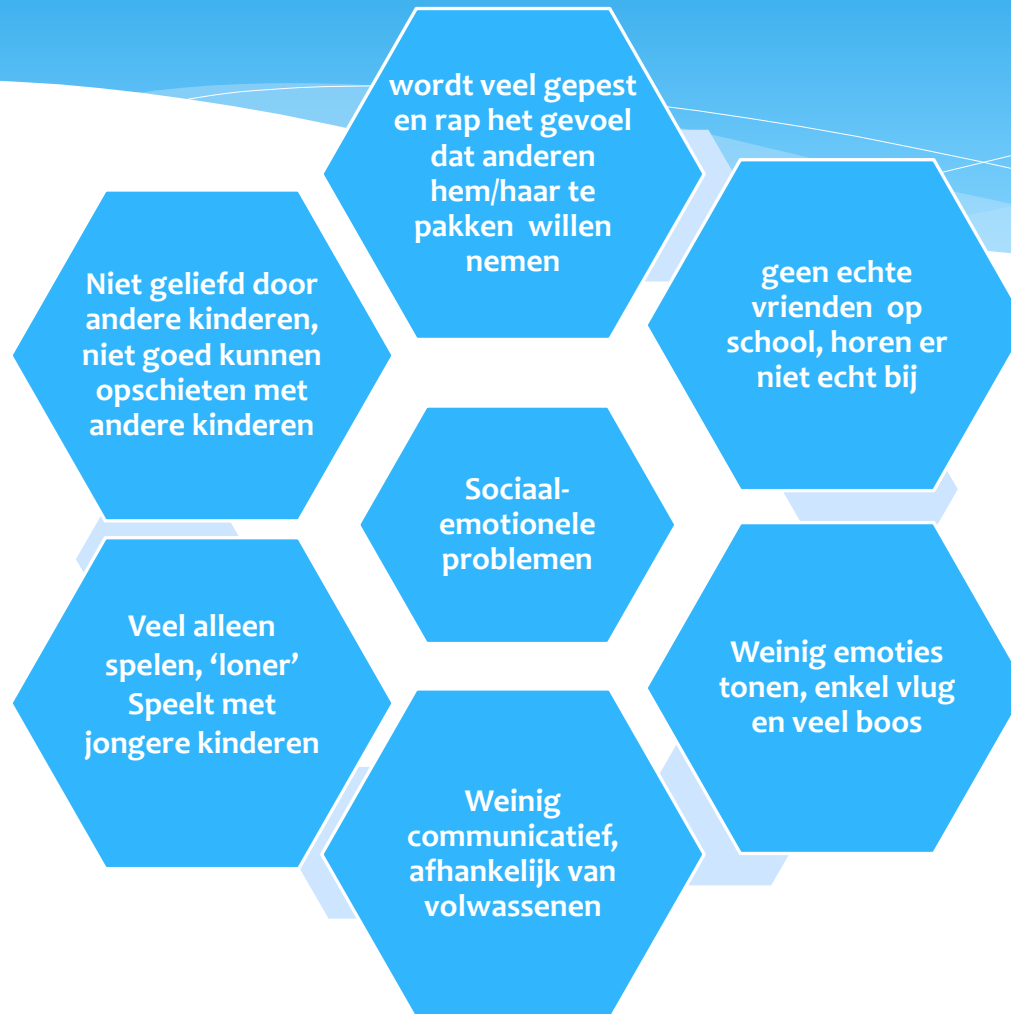 wordt veel gepest
en rap het gevoel
dat anderen
hem/haar te
pakken willen
nemen
geen echte
vrienden op
school, horen er
niet echt bij
Niet geliefd door
andere kinderen,
niet goed kunnen
opschieten met
andere kinderen
Sociaal-
emotionele
problemen
Veel alleen
spelen, ‘loner’
Speelt met
jongere kinderen
Weinig emoties
tonen, enkel vlug
en veel boos
Weinig
communicatief,
afhankelijk van
volwassenen